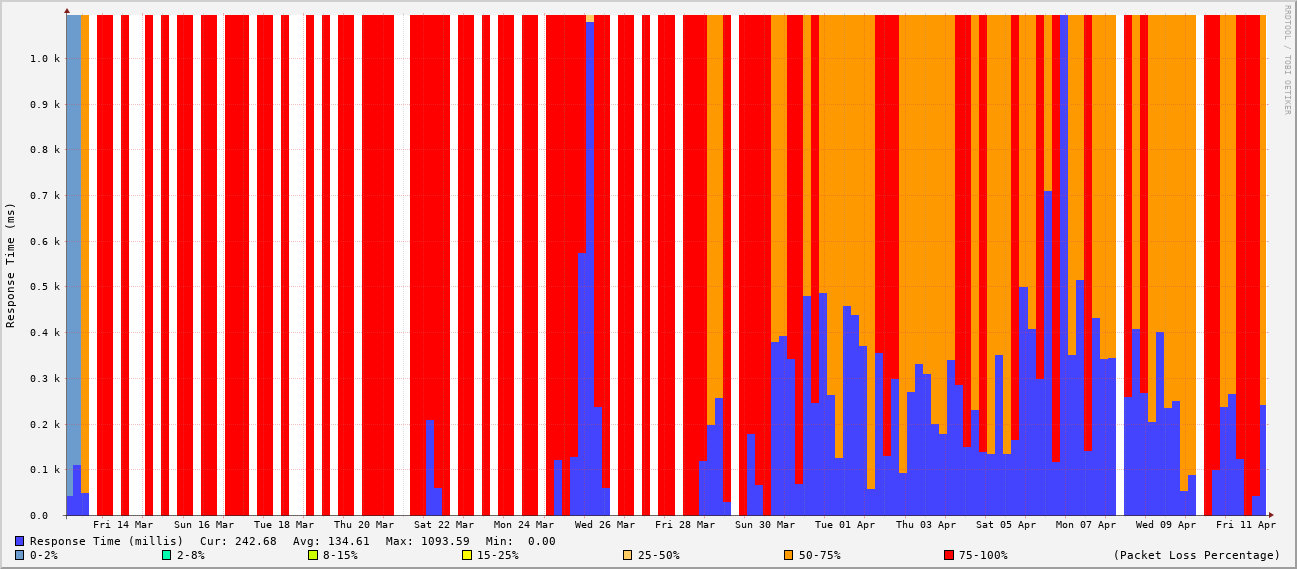 RRDTOOL / TOBI OETIKER
Response Time (ms)
1.0 k
0.9 k
0.8 k
0.7 k
0.6 k
0.5 k
0.4 k
0.3 k
0.2 k
0.1 k
0.0
Fri 14 Mar Sun 16 Mar Tue 18 Mar Thu 20 Mar Sat 22 Mar Mon 24 Mar Wed 26 Mar Fri 28 Mar Sun 30 Mar Tue 01 Apr Thu 03 Apr Sat 05 Apr Mon 07 Apr Wed 09 Apr Fri 11 Apr
Response Time (millis) Cur: 242.68 Avg: 134.61 Max: 1093.59 Min: 0.00
0-2% 2-8% 8-15% 15-25% 25-50% 50-75% 75-100% (Packet Loss Percentage)